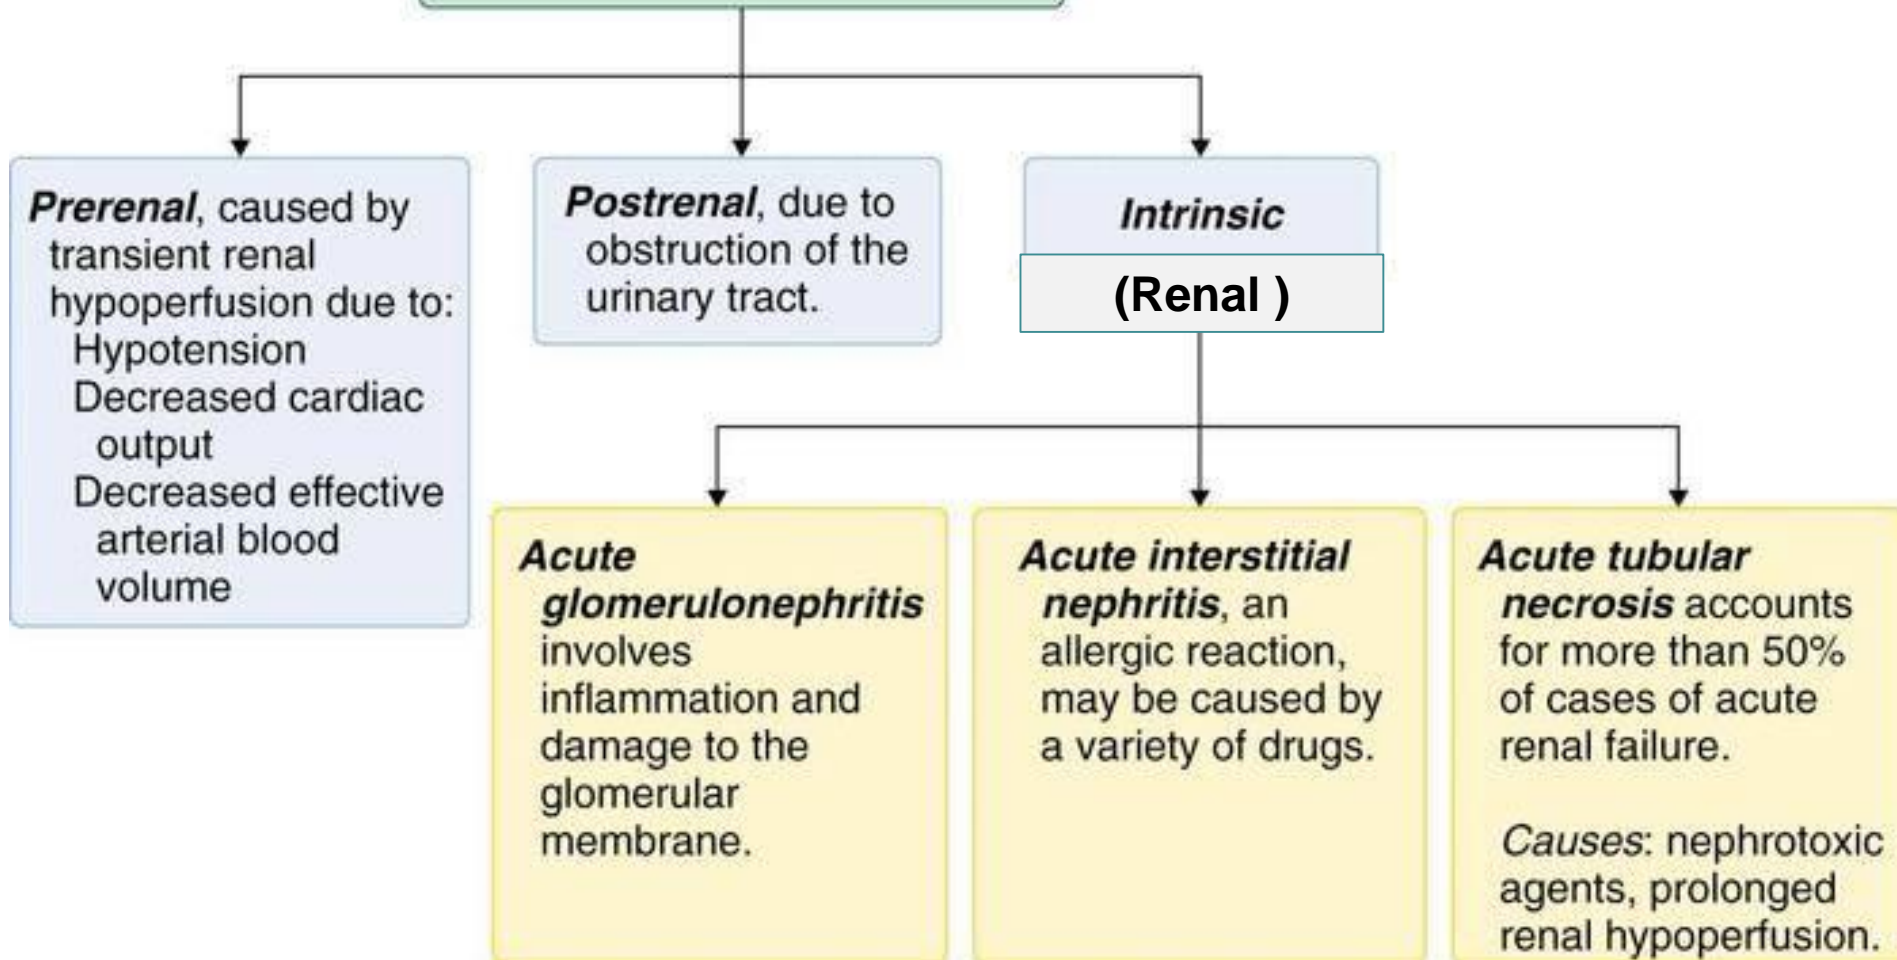 Prerenal, caused by
transient renal
hypoperfusion due to:
Hypotension
Decreased cardiac
output
Decreased effective
arterial blood
volume
Postrenal, due to
obstruction of the
urinary tract.
Intrinsic
(Renal )
Acute
glomerulonephritis
involves
inflammation and
damage to the
glomerular
membrane.
Acute interstitial
nephritis, an
allergic reaction,
may be caused by
a variety of drugs.
Acute tubular
necrosis accounts
for more than 50%
of cases of acute
renal failure.
Causes: nephrotoxic
agents, prolonged
renal hypoperfusion.